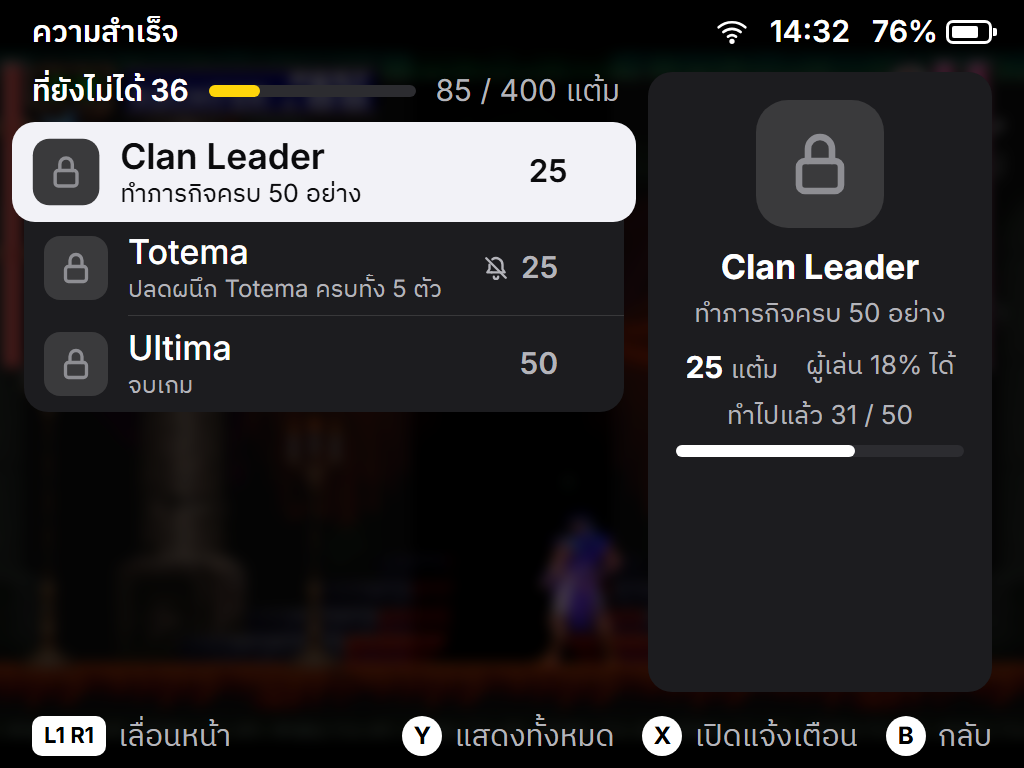 ความสำเร็จ
14:32 76%
ที่ยังไม่ได้ 36 85 / 400 แต้ม
Clan Leader 25
ทำภารกิจครบ 50 อย่าง
Totema 25
ปลดผนึก Totema ครบทั้ง 5 ตัว
Ultima 50
จบเกม
Clan Leader
ทำภารกิจครบ 50 อย่าง
25 แต้ม ผู้เล่น 18% ได้
ทำไปแล้ว 31 / 50
L1 R1 เลื่อนหน้า Y แสดงทั้งหมด X เปิดแจ้งเตือน B กลับ